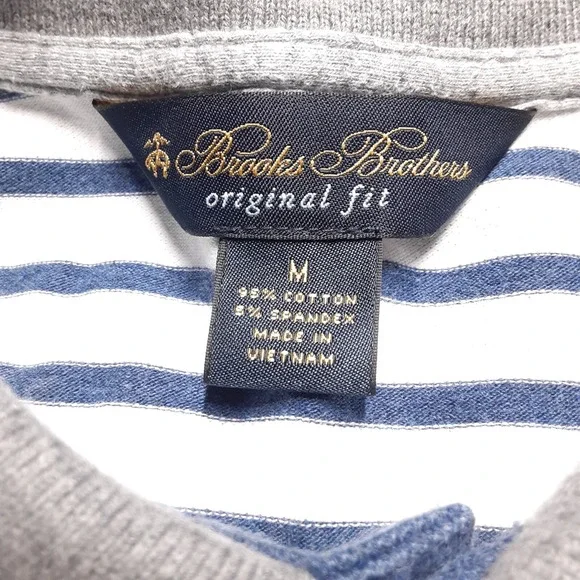 Brooks Brothers
original fit
M
95% COTTON
5% SPANDEX
MADE IN
VIETNAM